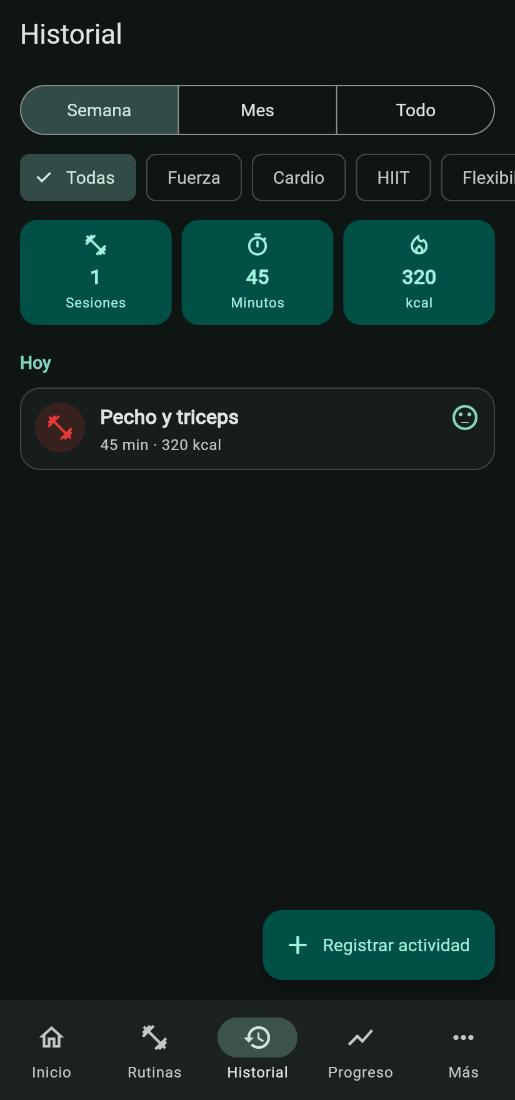 Historial
Semana Mes Todo
Todas Fuerza Cardio HIIT Flexibil
1 45 320
Sesiones Minutos kcal
Hoy
Pecho y triceps
45 min · 320 kcal
Registrar actividad
Inicio Rutinas Historial Progreso Más